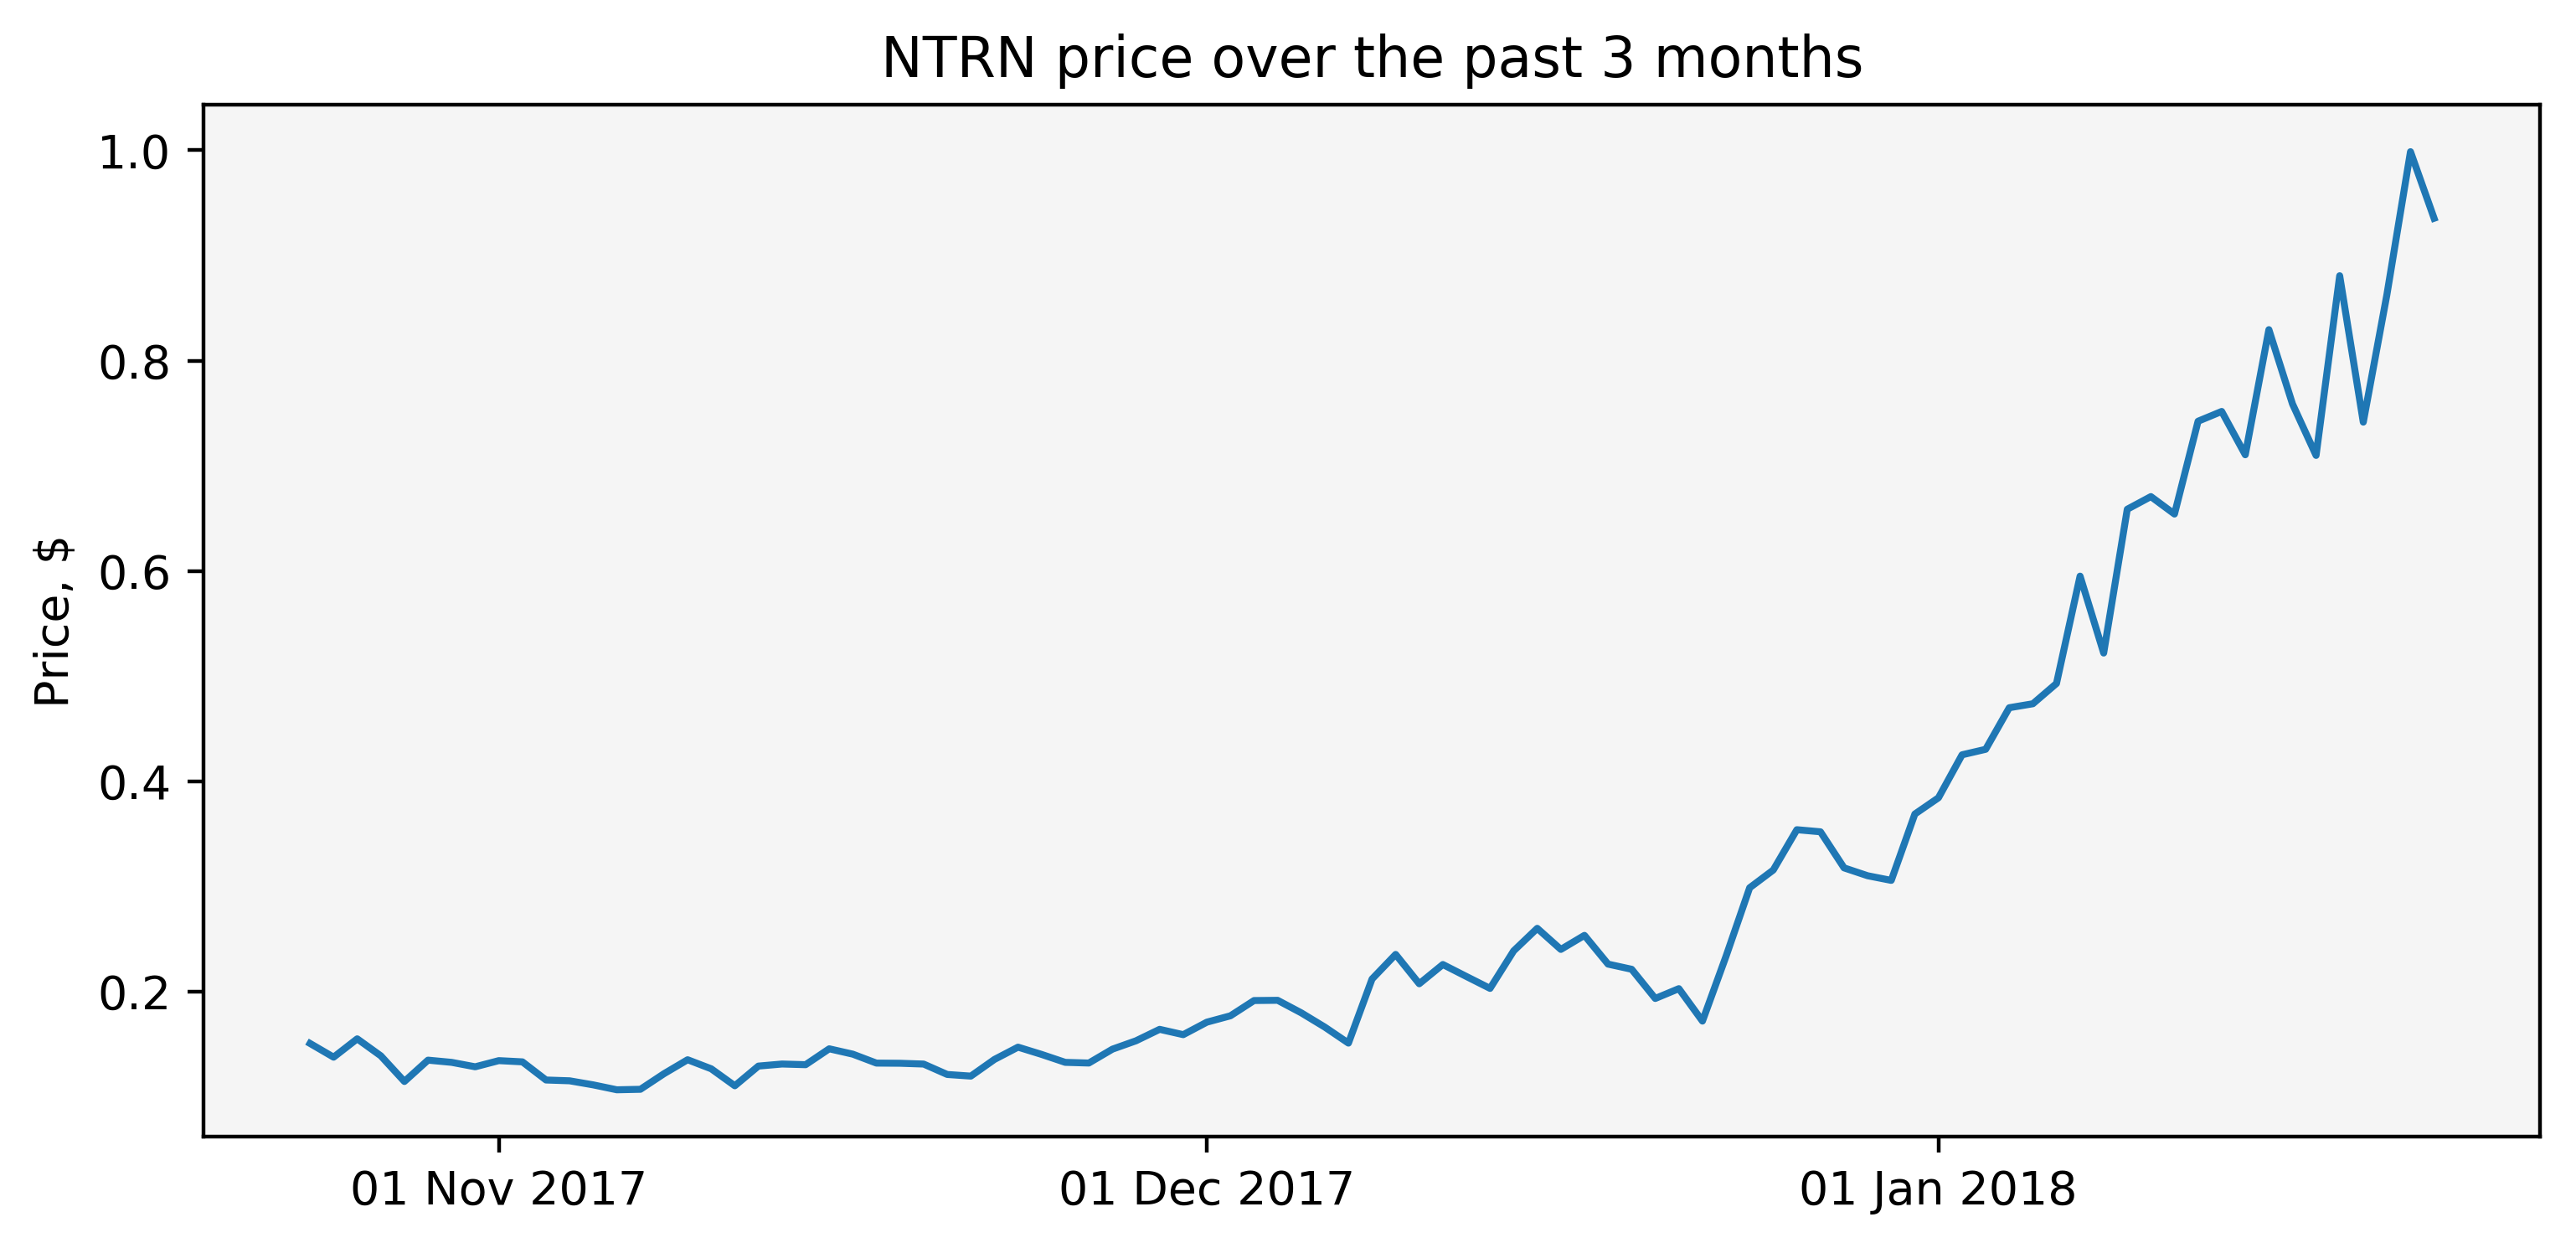 NTRN price over the past 3 months
Price, $
1.0
0.8
0.6
0.4
0.2
01 Nov 2017
01 Dec 2017
01 Jan 2018